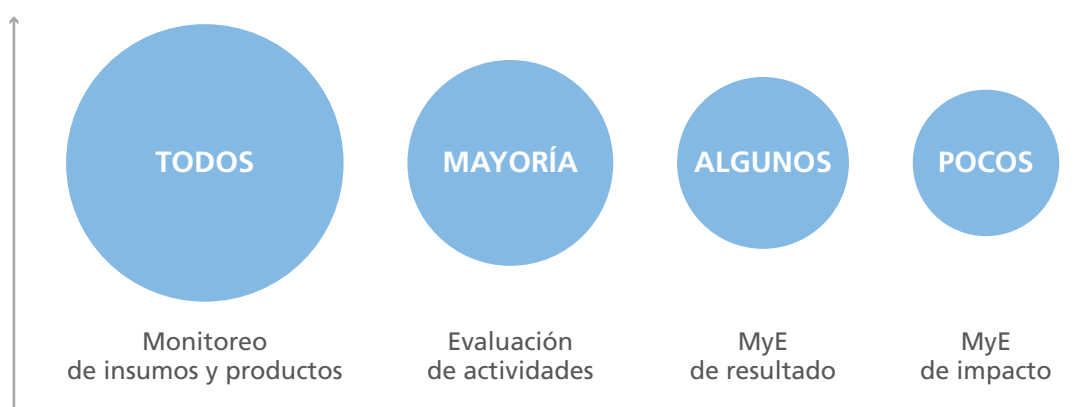 TODOS
MAYORÍA
ALGUNOS
POCOS
Monitoreo
de insumos y productos
Evaluación
de actividades
MyE
de resultado
MyE
de impacto